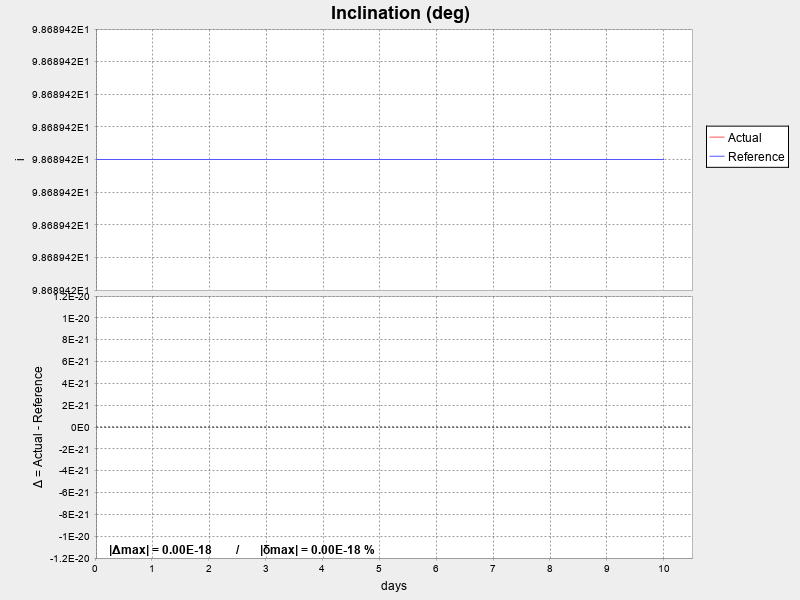 Inclination (deg)
9.868942E1
9.868942E1
9.868942E1
9.868942E1
i
9.868942E1
9.868942E1
9.868942E1
9.868942E1
9.868942E1
Actual
Reference
1.2E-20
1E-20
8E-21
6E-21
4E-21
2E-21
0E0
-2E-21
-4E-21
-6E-21
-8E-21
-1E-20
-1.2E-20
Δ = Actual - Reference
|Δmax| = 0.00E-18 / |δmax| = 0.00E-18 %
0 1 2 3 4 5 6 7 8 9 10
days